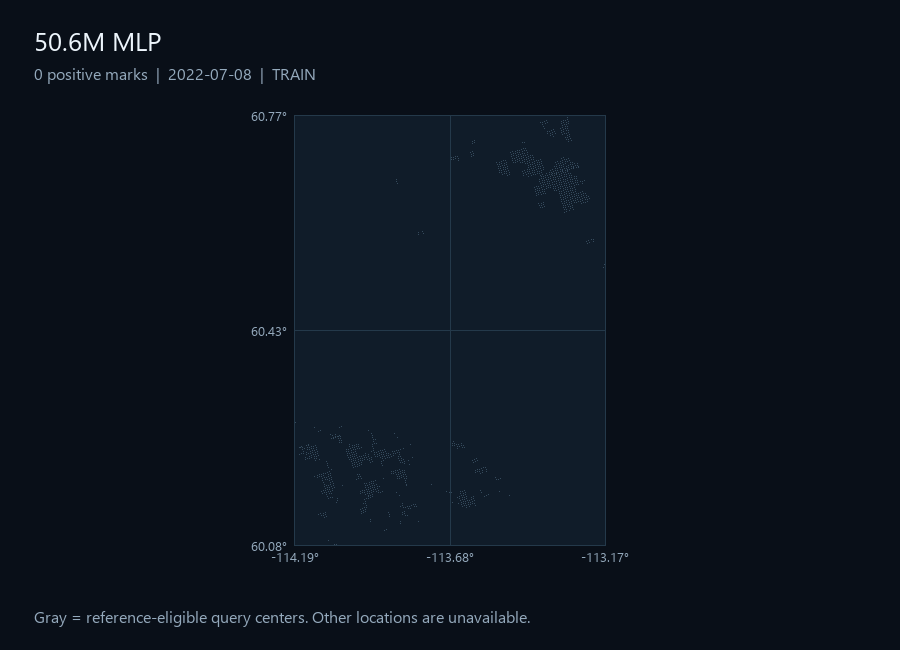 50.6M MLP
0 positive marks | 2022-07-08 | TRAIN
60.77°
60.43°
60.08°
-114.19° -113.68° -113.17°
Gray = reference-eligible query centers. Other locations are unavailable.